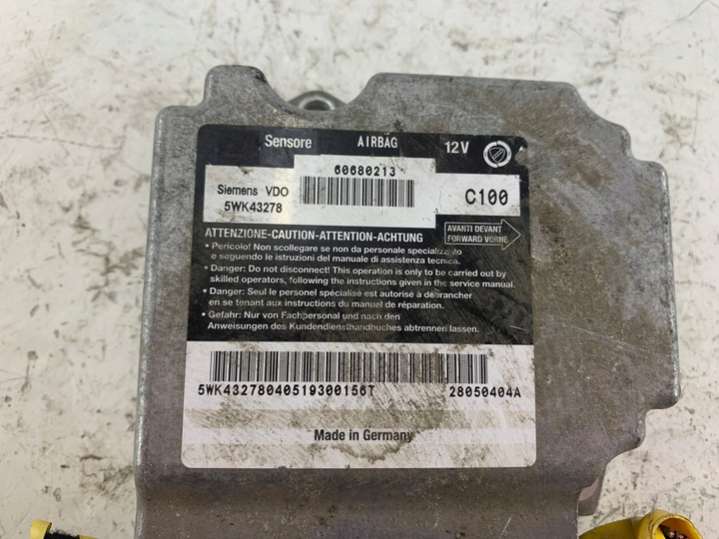 Sensore AIRBAG 12V
60680213
Siemens VDO
5WK43278
C100
AVANTI DEVANT
FORWARD VORNE
ATTENZIONE-CAUTION-ATTENTION-ACHTUNG
• Pericolo! Non scollegare se non da personale specializzato
e seguendo le istruzioni del manuale di assistenza tecnica.
• Danger: Do not disconnect! This operation is only to be carried out by
skilled operators, following the instructions given in the service manual.
• Danger: Seul le personel spécialisé est autorisé à débrancher
en se tenant aux instructions du manuel de réparation.
• Gefahr: Nur von Fachpersonal und nach den
Anweisungen des Kundendiensthandbuches abtrennen lassen.
5WK43278040519300156T 28050404A
Made in Germany